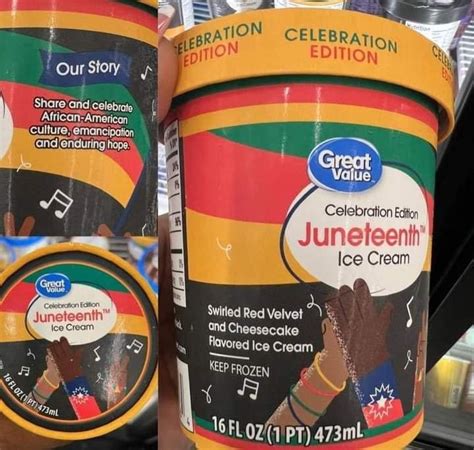 Our Story
Share and celebrate
African-American
culture, emancipation
and enduring hope.
Great
Value
Celebration Edition
Juneteenth™
Ice Cream
16 FL OZ (1 PT) 473mL
CELEBRATION
EDITION
CELEBRATION
EDITION
Great
Value
Celebration Edition
Juneteenth™
Ice Cream
Swirled Red Velvet
and Cheesecake
Flavored Ice Cream
KEEP FROZEN
16 FL OZ (1 PT) 473mL